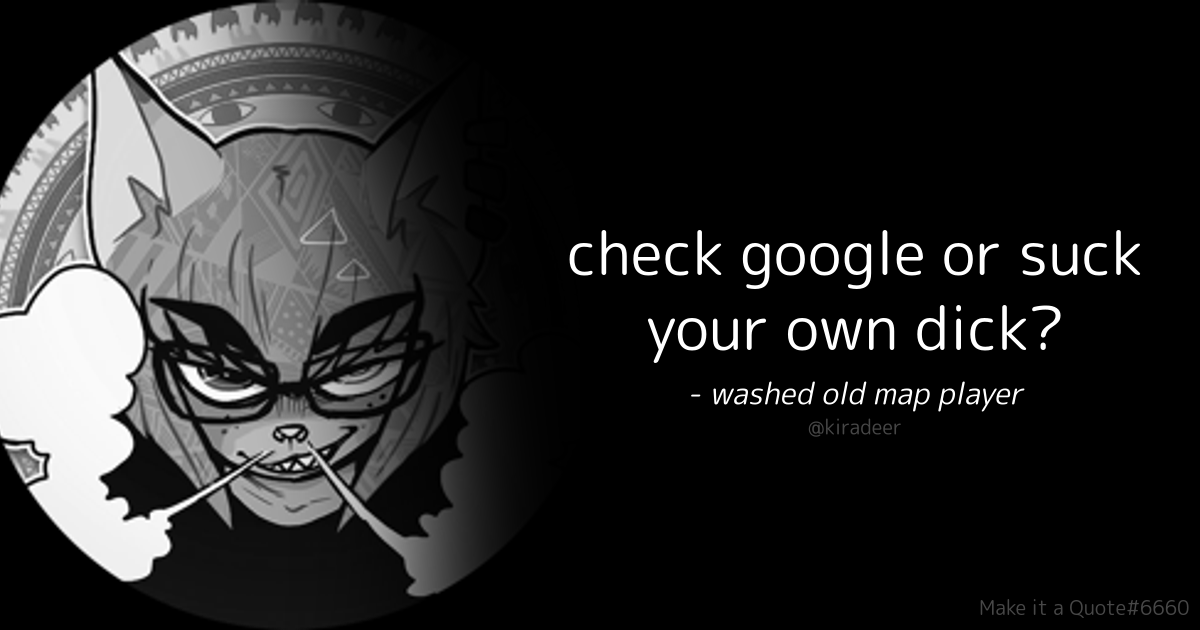 check google or suck
your own dick?
- washed old map player
@kiradeer
Make it a Quote#6660